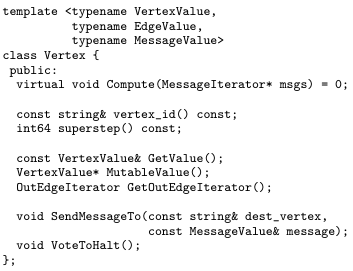 template <typename VertexValue,
          typename EdgeValue,
          typename MessageValue>
class Vertex {
 public:
  virtual void Compute(MessageIterator* msgs) = 0;

  const string& vertex_id() const;
  int64 superstep() const;

  const VertexValue& GetValue();
  VertexValue* MutableValue();
  OutEdgeIterator GetOutEdgeIterator();

  void SendMessageTo(const string& dest_vertex,
                     const MessageValue& message);
  void VoteToHalt();
};